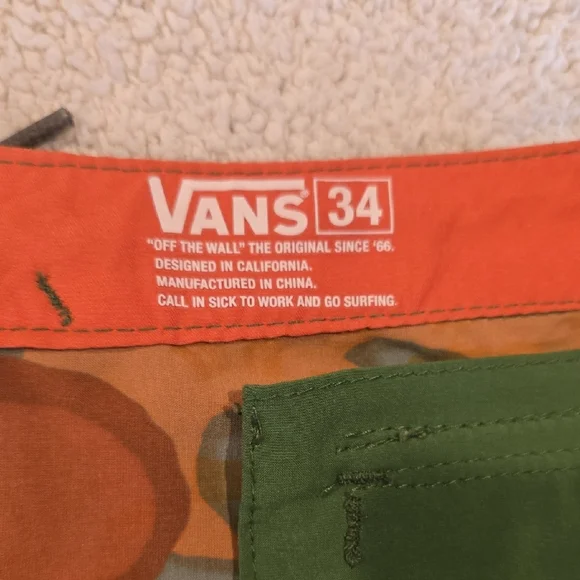 VANS® 34
"OFF THE WALL" THE ORIGINAL SINCE '66.
DESIGNED IN CALIFORNIA.
MANUFACTURED IN CHINA.
CALL IN SICK TO WORK AND GO SURFING.